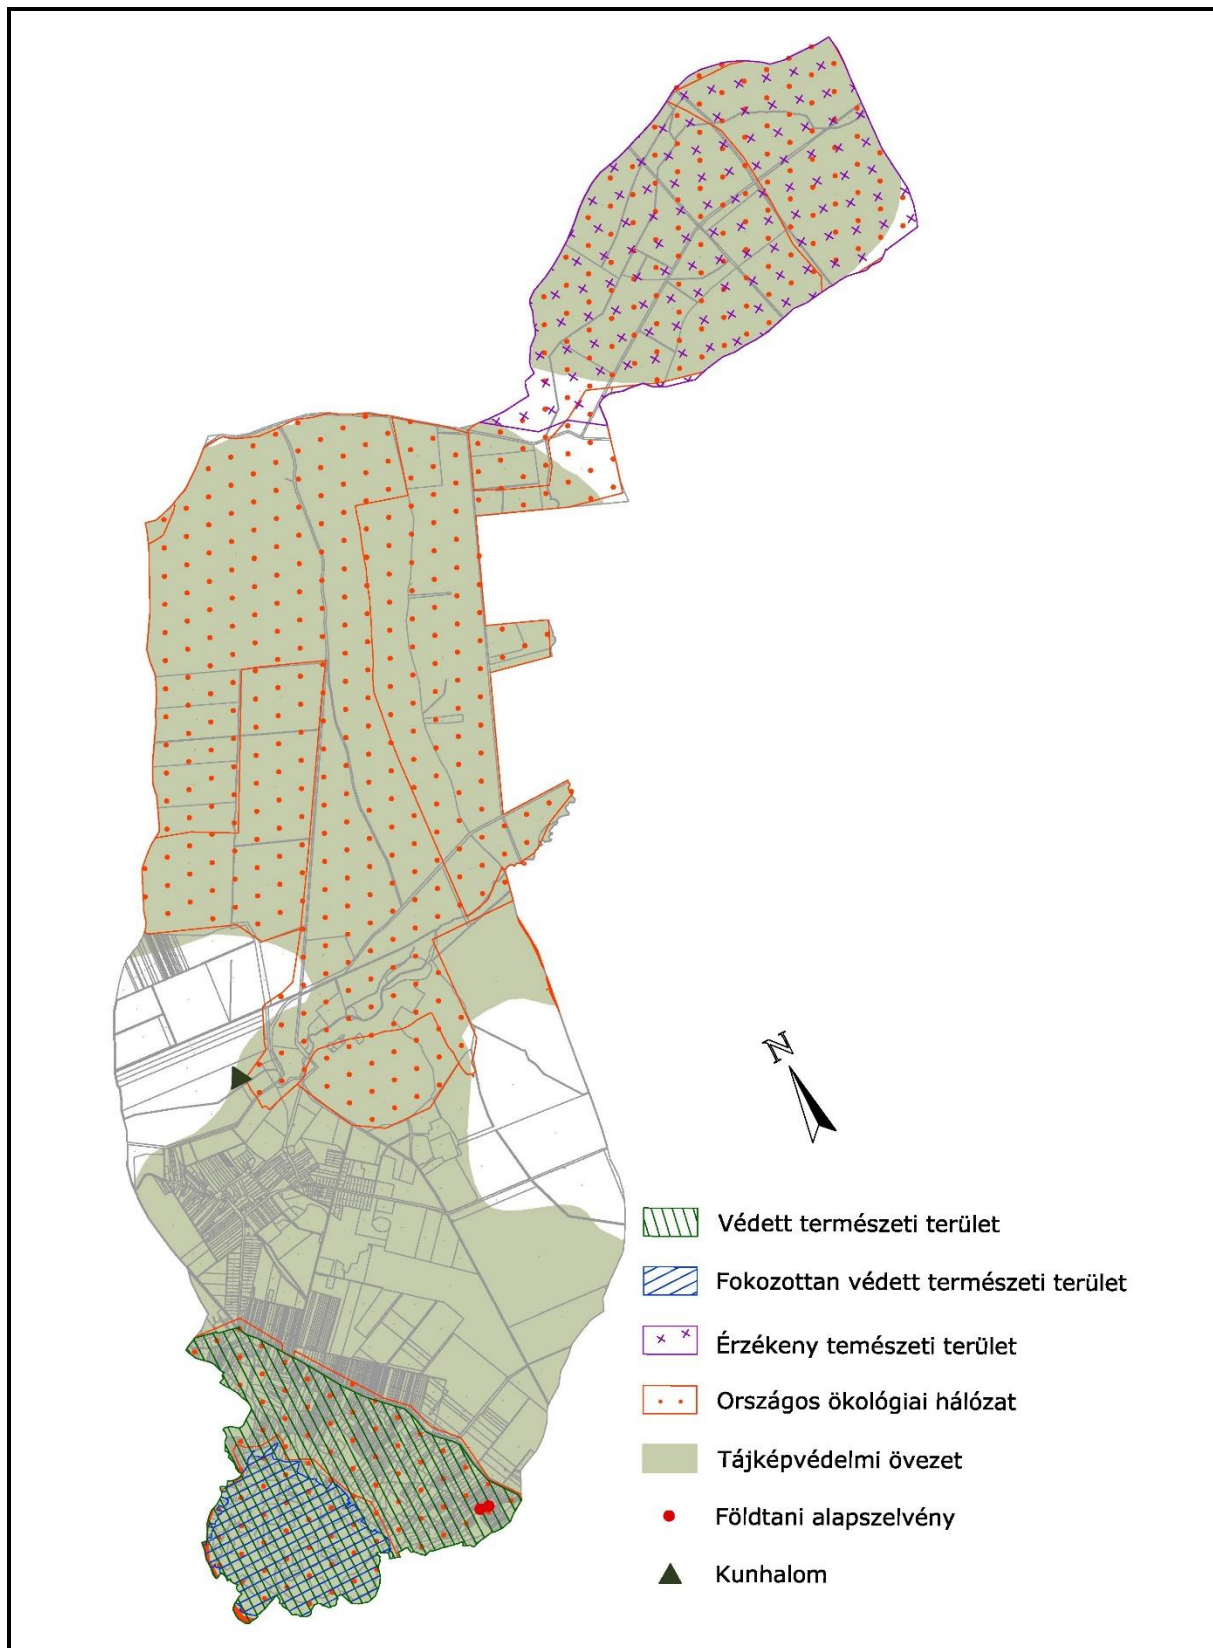 N
Védett természeti terület
Fokozottan védett természeti terület
Érzékeny temészeti terület
Országos ökológiai hálózat
Tájképvédelmi övezet
Földtani alapszelvény
Kunhalom